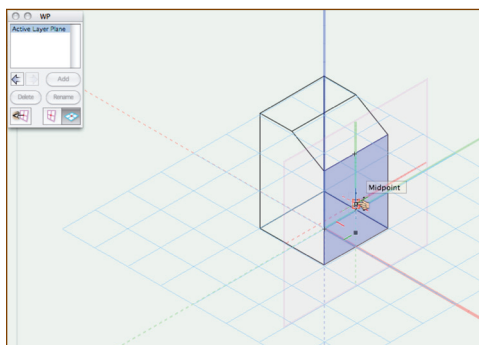 WP
Active Layer Plane
Add
Delete
Rename
Midpoint